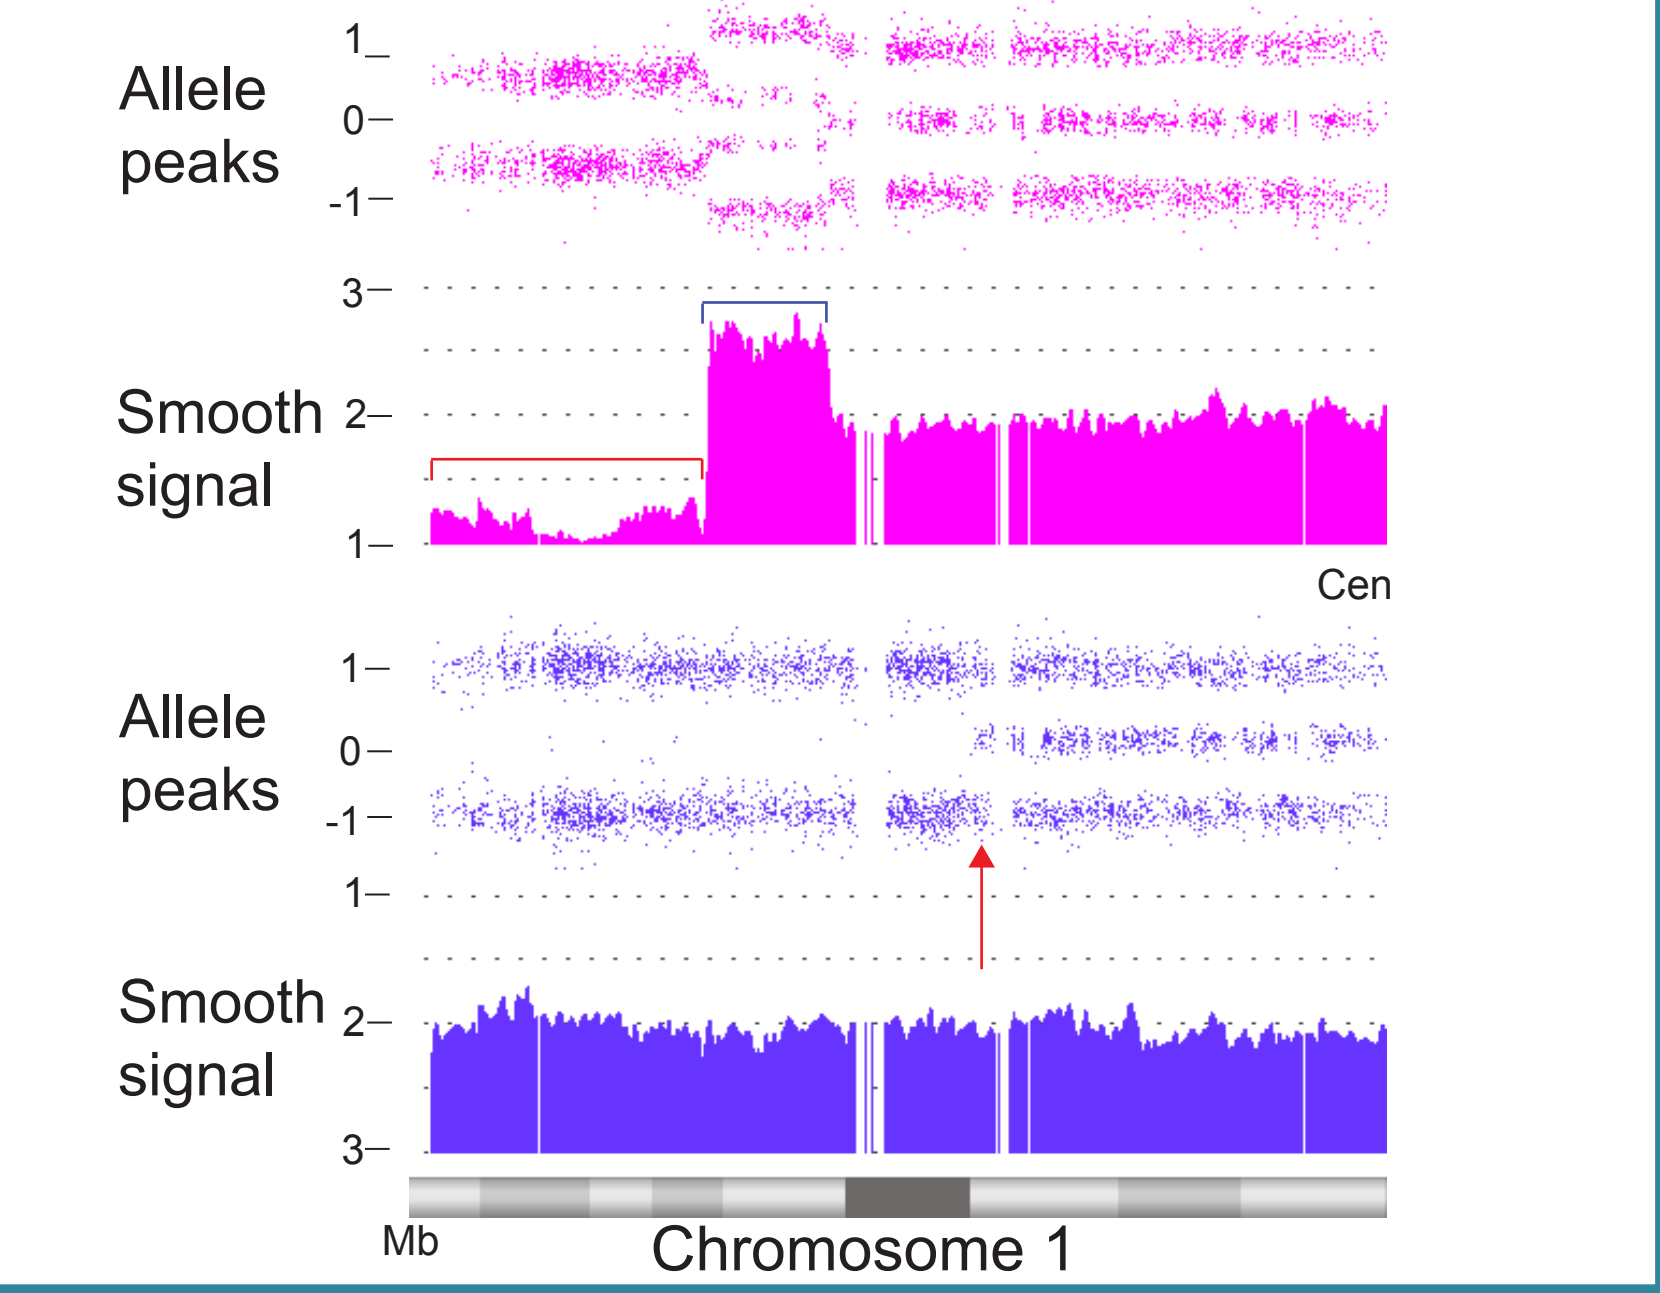 1
Allele
peaks
0
-1
3
Smooth
signal
2
1
Cen
1
Allele
peaks
0
-1
1
Smooth
signal
2
3
Mb
Chromosome 1